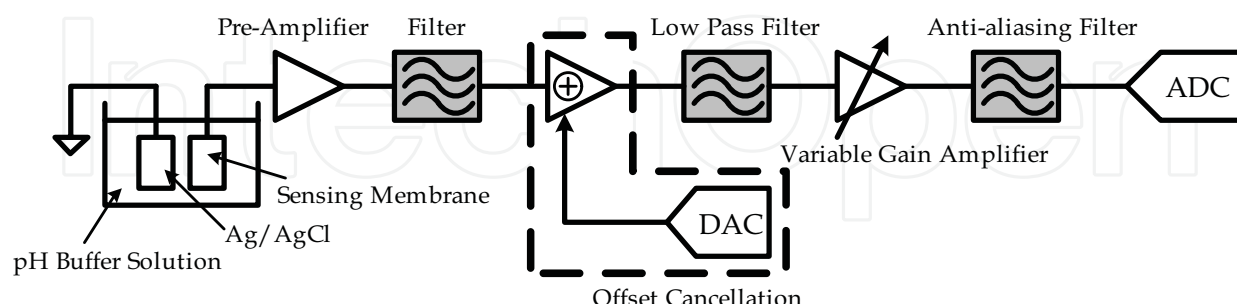 Pre-Amplifier
Filter
Low Pass Filter
Anti-aliasing Filter
ADC
IntechOpen
Variable Gain Amplifier
Sensing Membrane
Ag/AgCl
DAC
pH Buffer Solution
Offset Cancellation